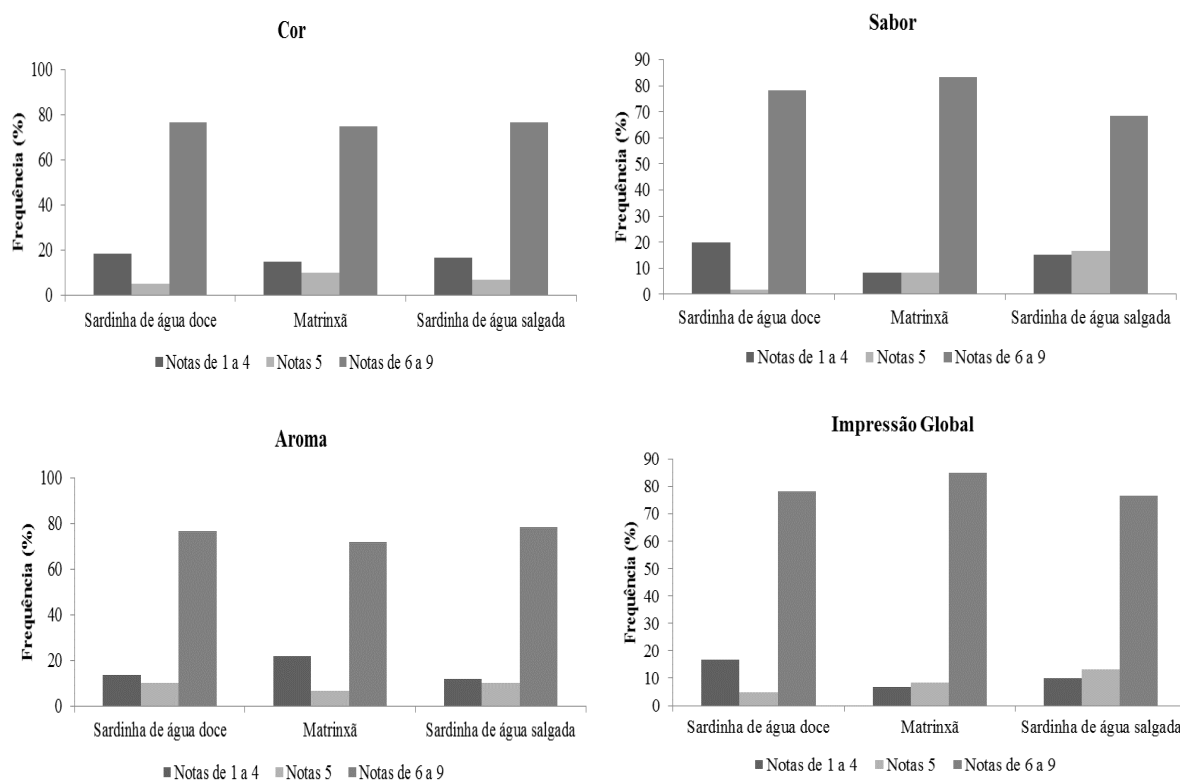 Cor
Frequência (%)
100
80
60
40
20
0
Sardinha de água doce Matrinxã Sardinha de água salgada
Notas de 1 a 4 Notas 5 Notas de 6 a 9
Sabor
Frequência (%)
90
80
70
60
50
40
30
20
10
0
Sardinha de água doce Matrinxã Sardinha de água salgada
Notas de 1 a 4 Notas 5 Notas de 6 a 9
Aroma
Frequência (%)
100
80
60
40
20
0
Sardinha de água doce Matrinxã Sardinha de água salgada
Notas de 1 a 4 Notas 5 Notas de 6 a 9
Impressão Global
Frequência (%)
90
80
70
60
50
40
30
20
10
0
Sardinha de água doce Matrinxã Sardinha de água salgada
Notas de 1 a 4 Notas 5 Notas de 6 a 9